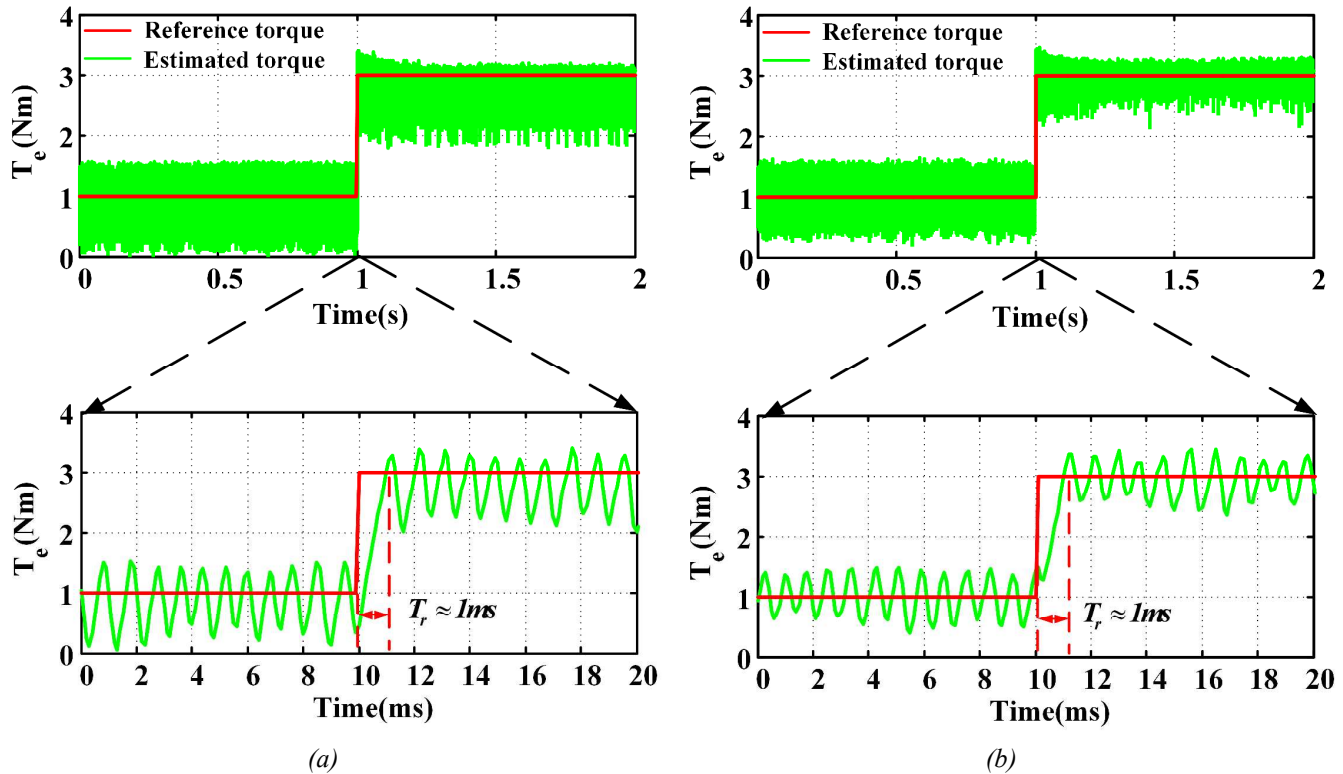 4
3
2
1
0
T_e (Nm)
Reference torque
Estimated torque
0 0.5 1 1.5 2
Time(s)
4
3
2
1
0
T_e (Nm)
T_r ≈ 1ms
0 2 4 6 8 10 12 14 16 18 20
Time(ms)
(a)
4
3
2
1
0
T_e (Nm)
Reference torque
Estimated torque
0 0.5 1 1.5 2
Time(s)
4
3
2
1
0
T_e (Nm)
T_r ≈ 1ms
0 2 4 6 8 10 12 14 16 18 20
Time(ms)
(b)